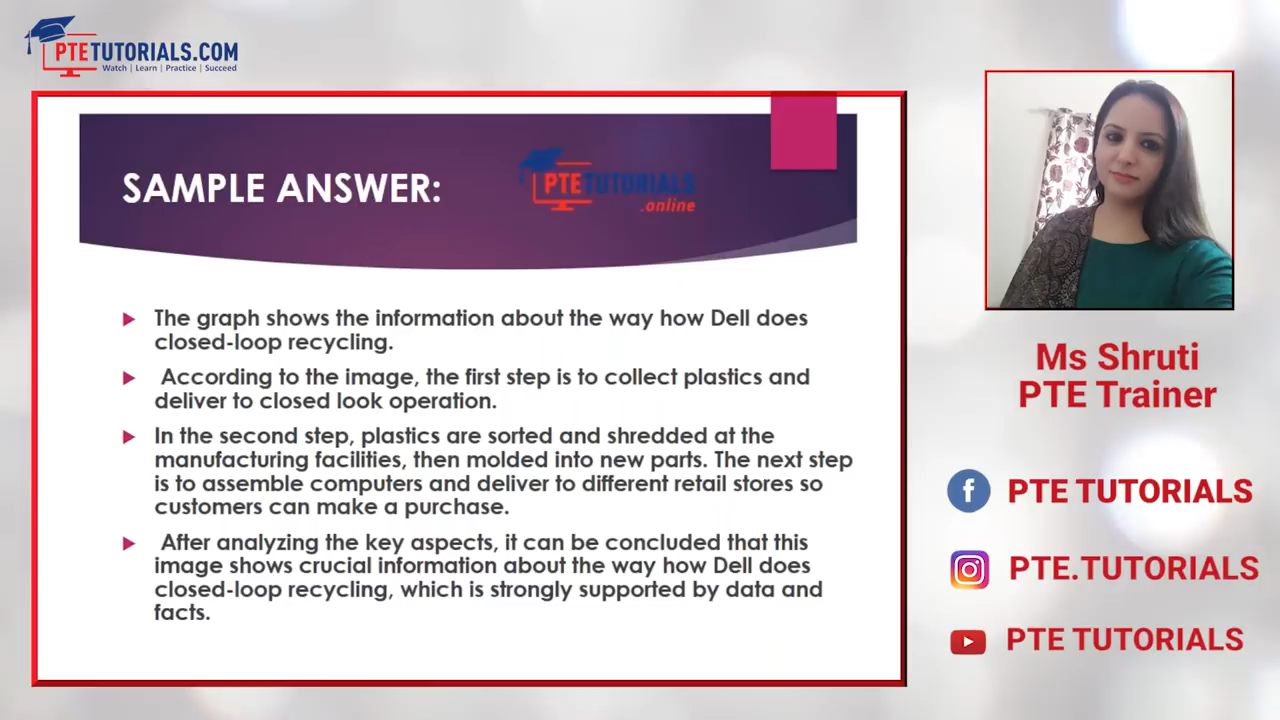 PTETUTORIALS.COM
Watch | Learn | Practice | Succeed
SAMPLE ANSWER:
PTETUTORIALS
.online
The graph shows the information about the way how Dell does
closed-loop recycling.
According to the image, the first step is to collect plastics and
deliver to closed look operation.
In the second step, plastics are sorted and shredded at the
manufacturing facilities, then molded into new parts. The next step
is to assemble computers and deliver to different retail stores so
customers can make a purchase.
After analyzing the key aspects, it can be concluded that this
image shows crucial information about the way how Dell does
closed-loop recycling, which is strongly supported by data and
facts.
Ms Shruti
PTE Trainer
PTE TUTORIALS
PTE.TUTORIALS
PTE TUTORIALS